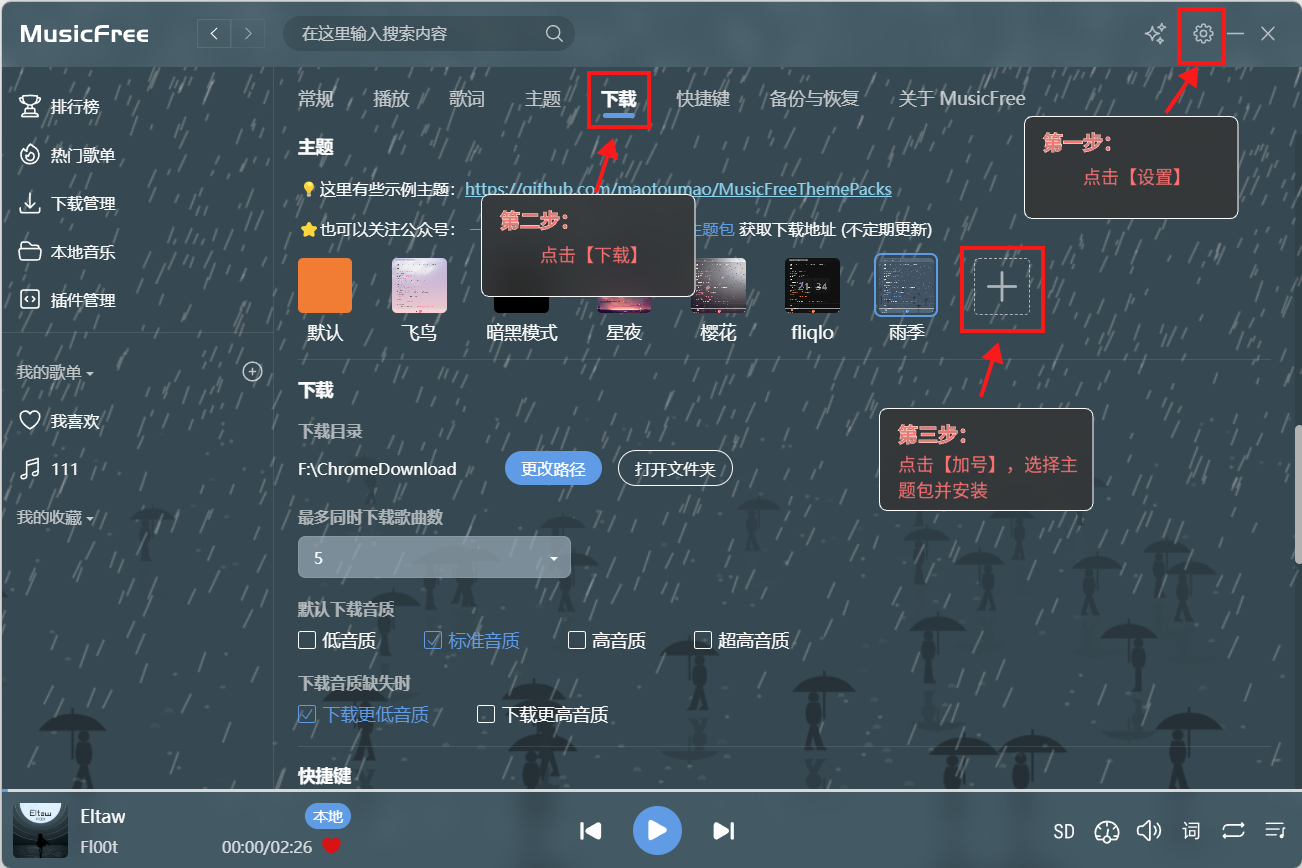 MusicFree
在这里输入搜索内容
排行榜
热门歌单
下载管理
本地音乐
插件管理
我的歌单
我喜欢
111
我的收藏
常规 播放 歌词 主题 下载 快捷键 备份与恢复 关于 MusicFree
第一步：
点击【设置】
主题
这里有些示例主题： https://github.com/maotoumao/MusicFreeThemePacks
也可以关注公众号： 主题包 获取下载地址 (不定期更新)
第二步：
点击【下载】
默认 飞鸟 暗黑模式 星夜 樱花 fliqlo 雨季
21 34
第三步：
点击【加号】，选择主
题包并安装
下载
下载目录
F:\ChromeDownload 更改路径 打开文件夹
最多同时下载歌曲数
5
默认下载音质
低音质 标准音质 高音质 超高音质
下载音质缺失时
下载更低音质 下载更高音质
快捷键
Eltaw
Fl00t
Eltaw 本地
Fl00t 00:00/02:26
SD 词